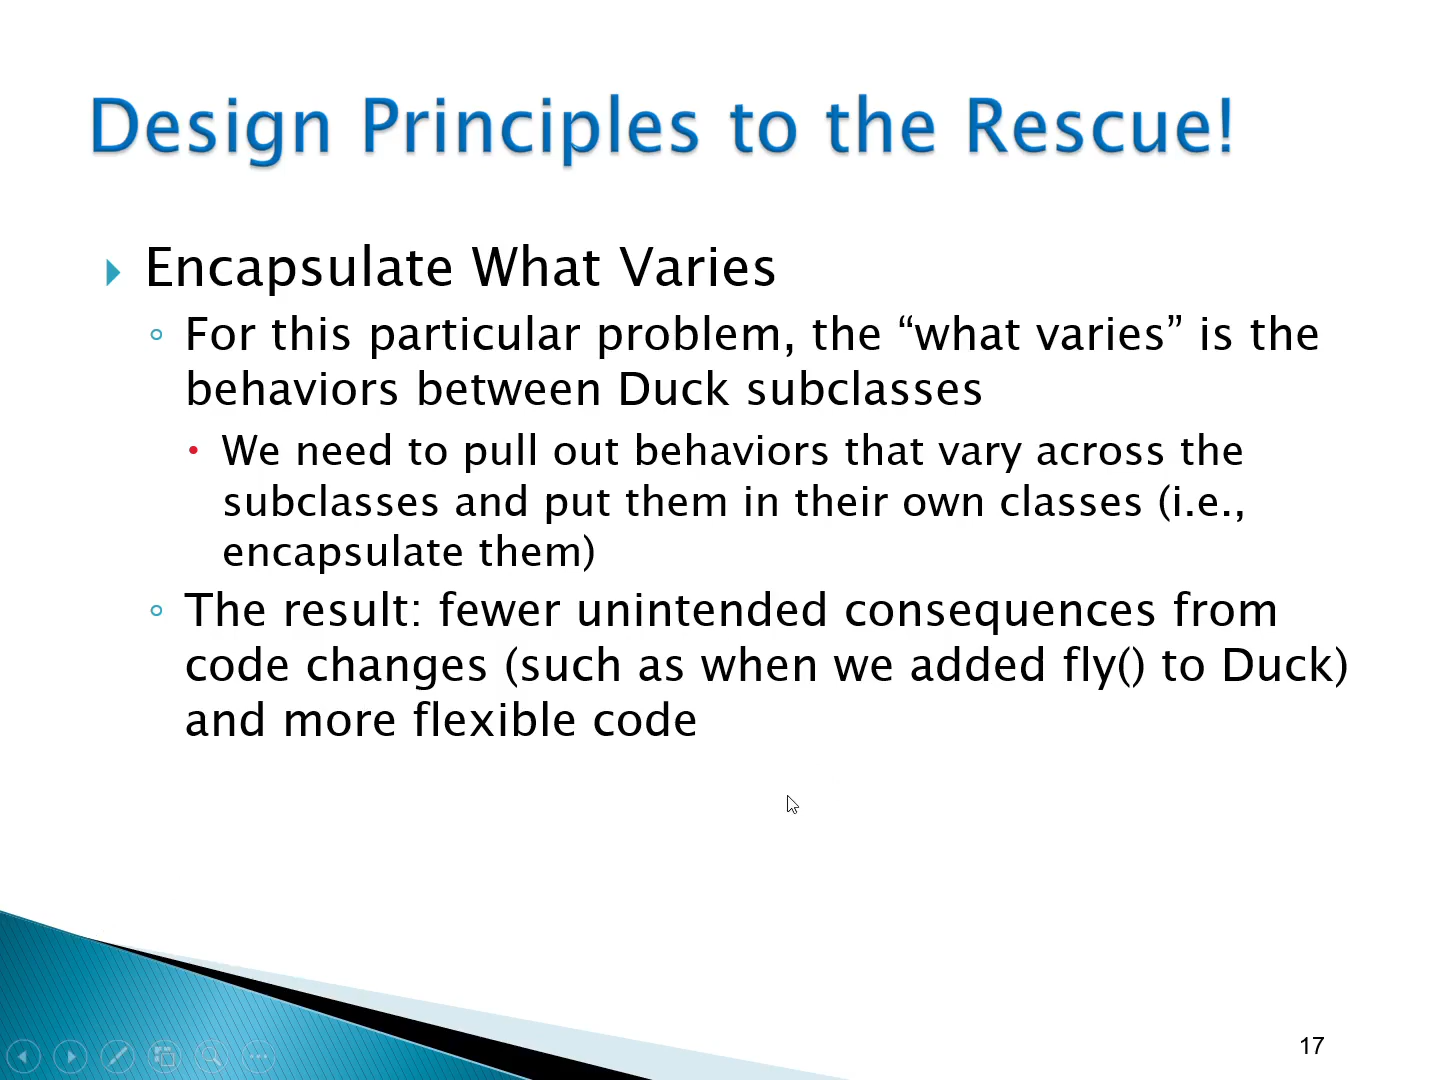 Design Principles to the Rescue!
Encapsulate What Varies
For this particular problem, the “what varies” is the
behaviors between Duck subclasses
We need to pull out behaviors that vary across the
subclasses and put them in their own classes (i.e.,
encapsulate them)
The result: fewer unintended consequences from
code changes (such as when we added fly() to Duck)
and more flexible code
17